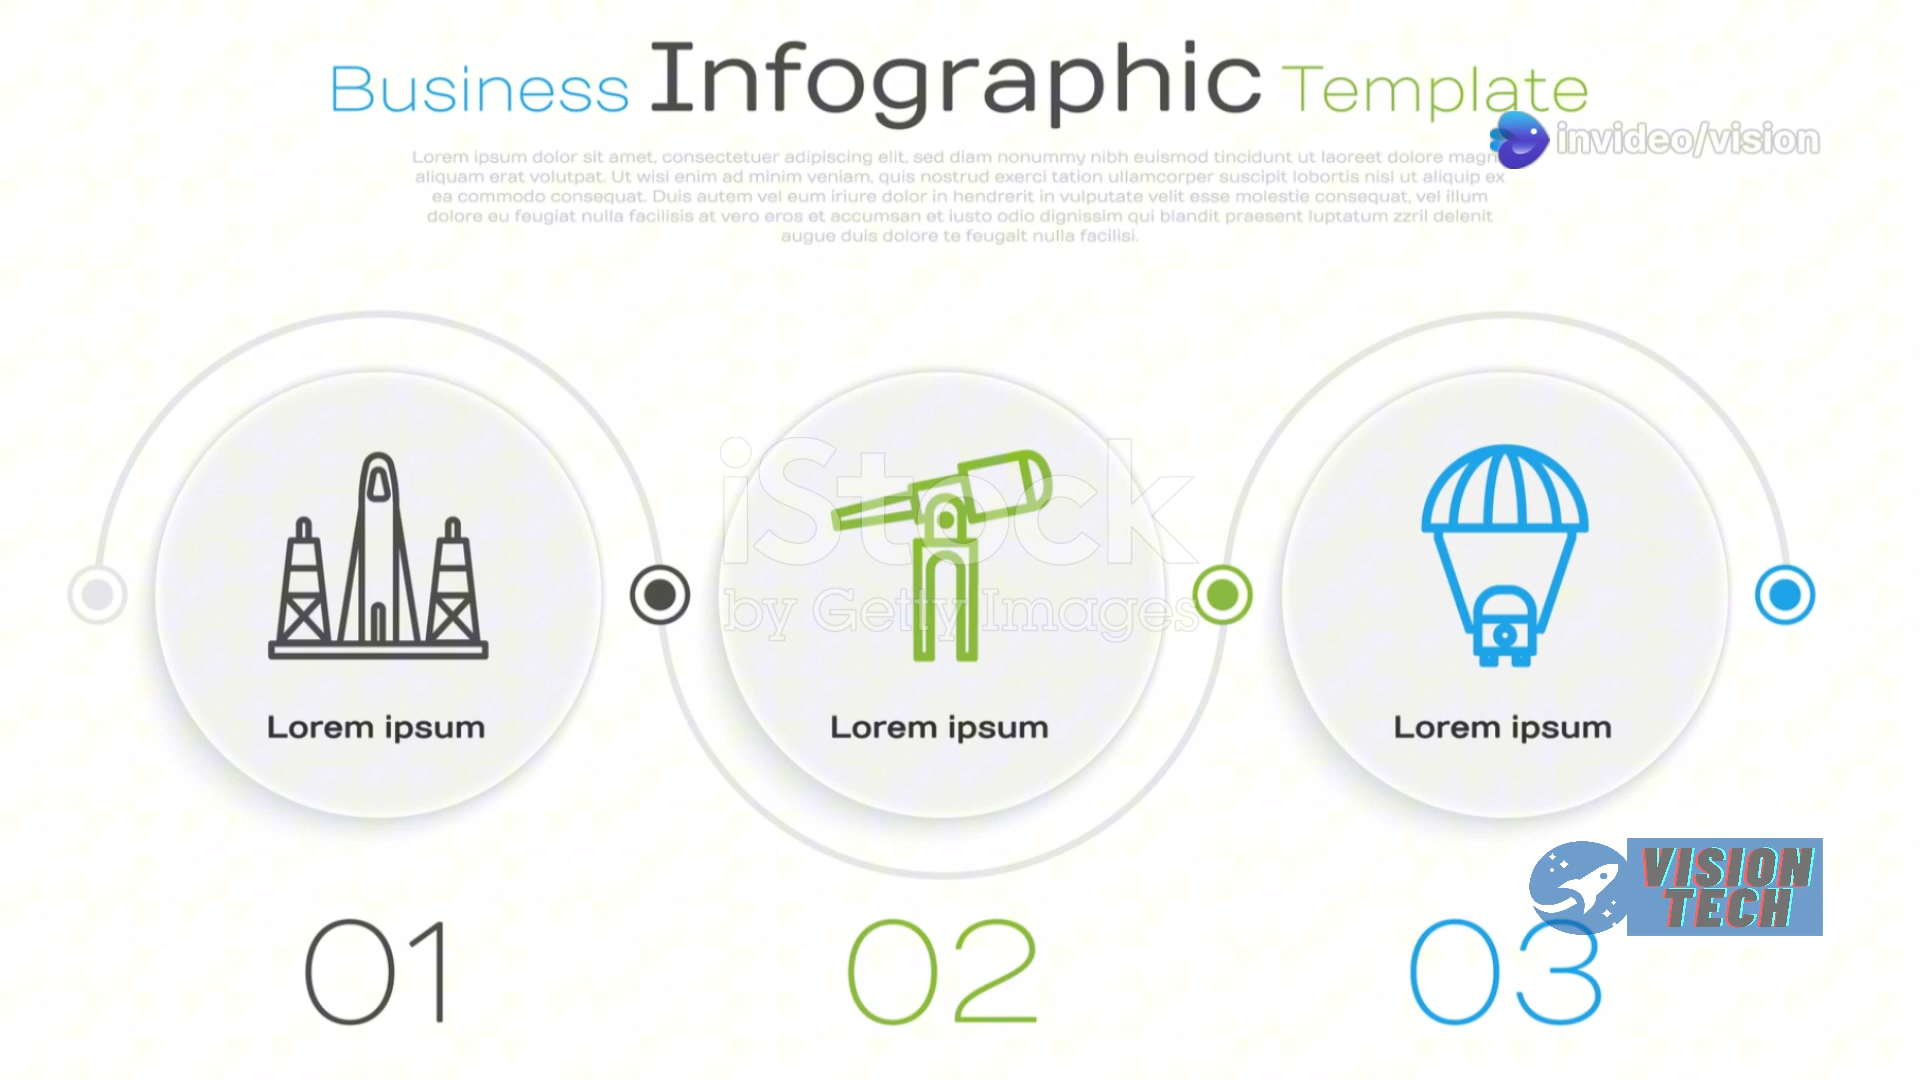 Business Infographic Template
invideo/vision
Lorem ipsum dolor sit amet, consectetuer adipiscing elit, sed diam nonummy nibh euismod tincidunt ut laoreet dolore magn
aliquam erat volutpat. Ut wisi enim ad minim veniam, quis nostrud exerci tation ullamcorper suscipit lobortis nisl ut aliquip ex
ea commodo consequat. Duis autem vel eum iriure dolor in hendrerit in vulputate velit esse molestie consequat, vel illum
dolore eu feugiat nulla facilisis at vero eros et accumsan et iusto odio dignissim qui blandit praesent luptatum zzril delenit
augue duis dolore te feugait nulla facilisi.
iStock
by Getty Images
Lorem ipsum
Lorem ipsum
Lorem ipsum
VISION
TECH
01
02
03